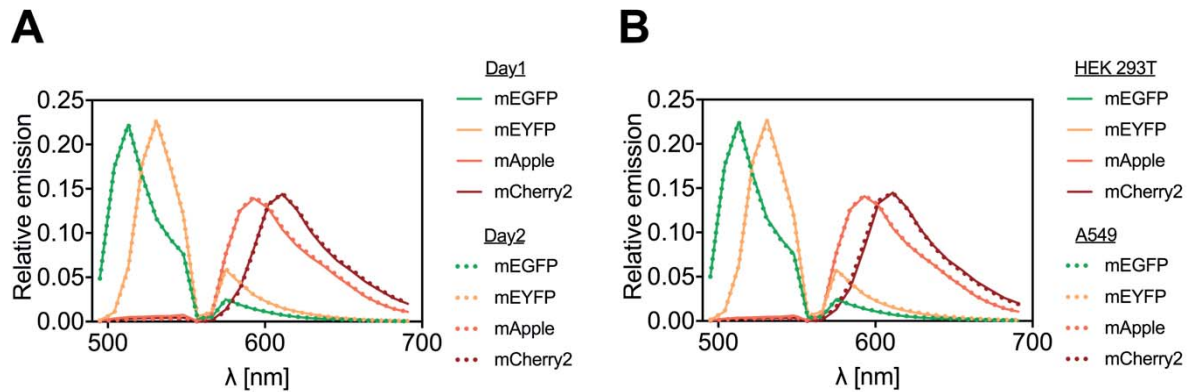 A
Day1
mEGFP
mEYFP
mApple
mCherry2
Day2
mEGFP
mEYFP
mApple
mCherry2
Relative emission
0.25
0.20
0.15
0.10
0.05
0.00
500
600
700
λ [nm]
B
HEK 293T
mEGFP
mEYFP
mApple
mCherry2
A549
mEGFP
mEYFP
mApple
mCherry2
Relative emission
0.25
0.20
0.15
0.10
0.05
0.00
500
600
700
λ [nm]